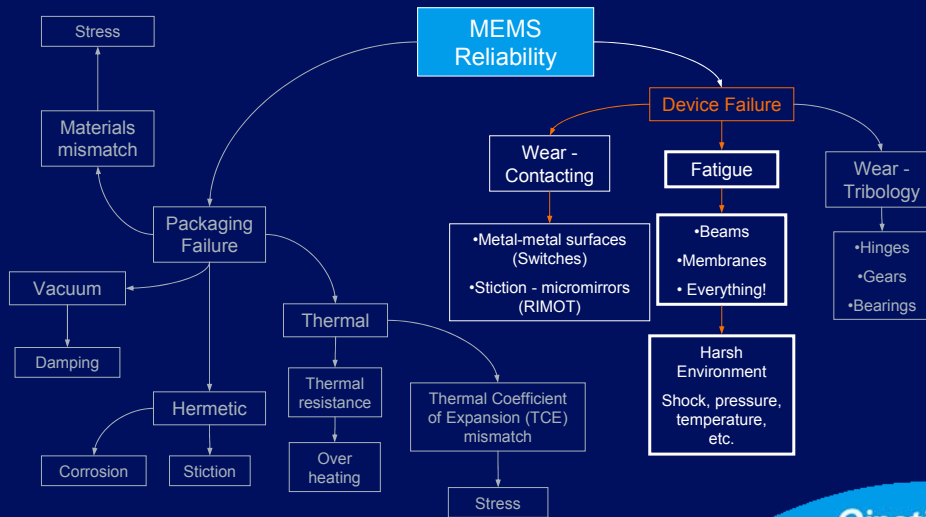 MEMS
Reliability
Stress
Device Failure
Materials
mismatch
Wear -
Contacting
Fatigue
Wear -
Tribology
Packaging
Failure
•Metal-metal surfaces
(Switches)
•Stiction - micromirrors
(RIMOT)
•Beams
•Membranes
• Everything!
•Hinges
•Gears
•Bearings
Vacuum
Thermal
Damping
Harsh
Environment
Shock, pressure,
temperature,
etc.
Thermal
resistance
Thermal Coefficient
of Expansion (TCE)
mismatch
Hermetic
Corrosion
Stiction
Over
heating
Stress